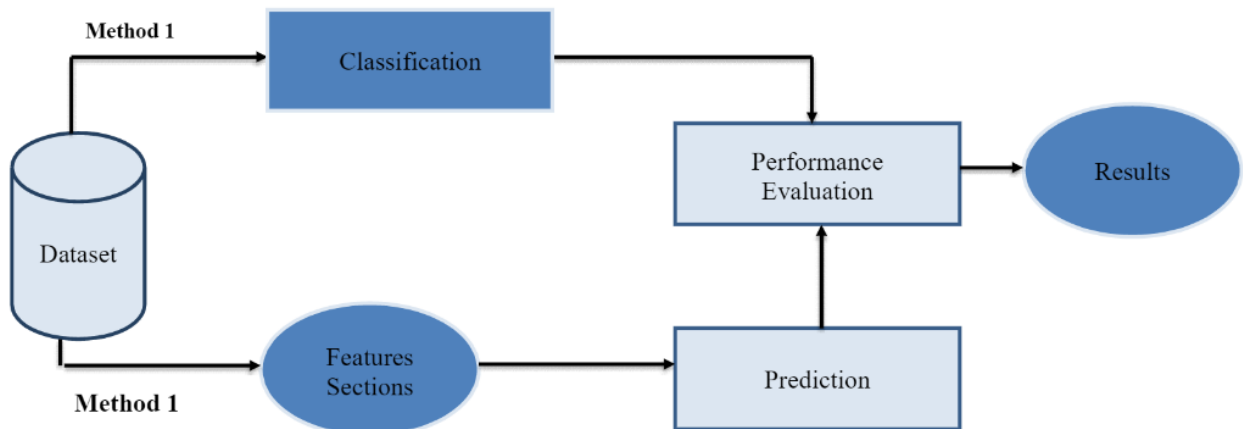 Method 1
Classification
Performance
Evaluation
Results
Dataset
Features
Sections
Prediction
Method 1